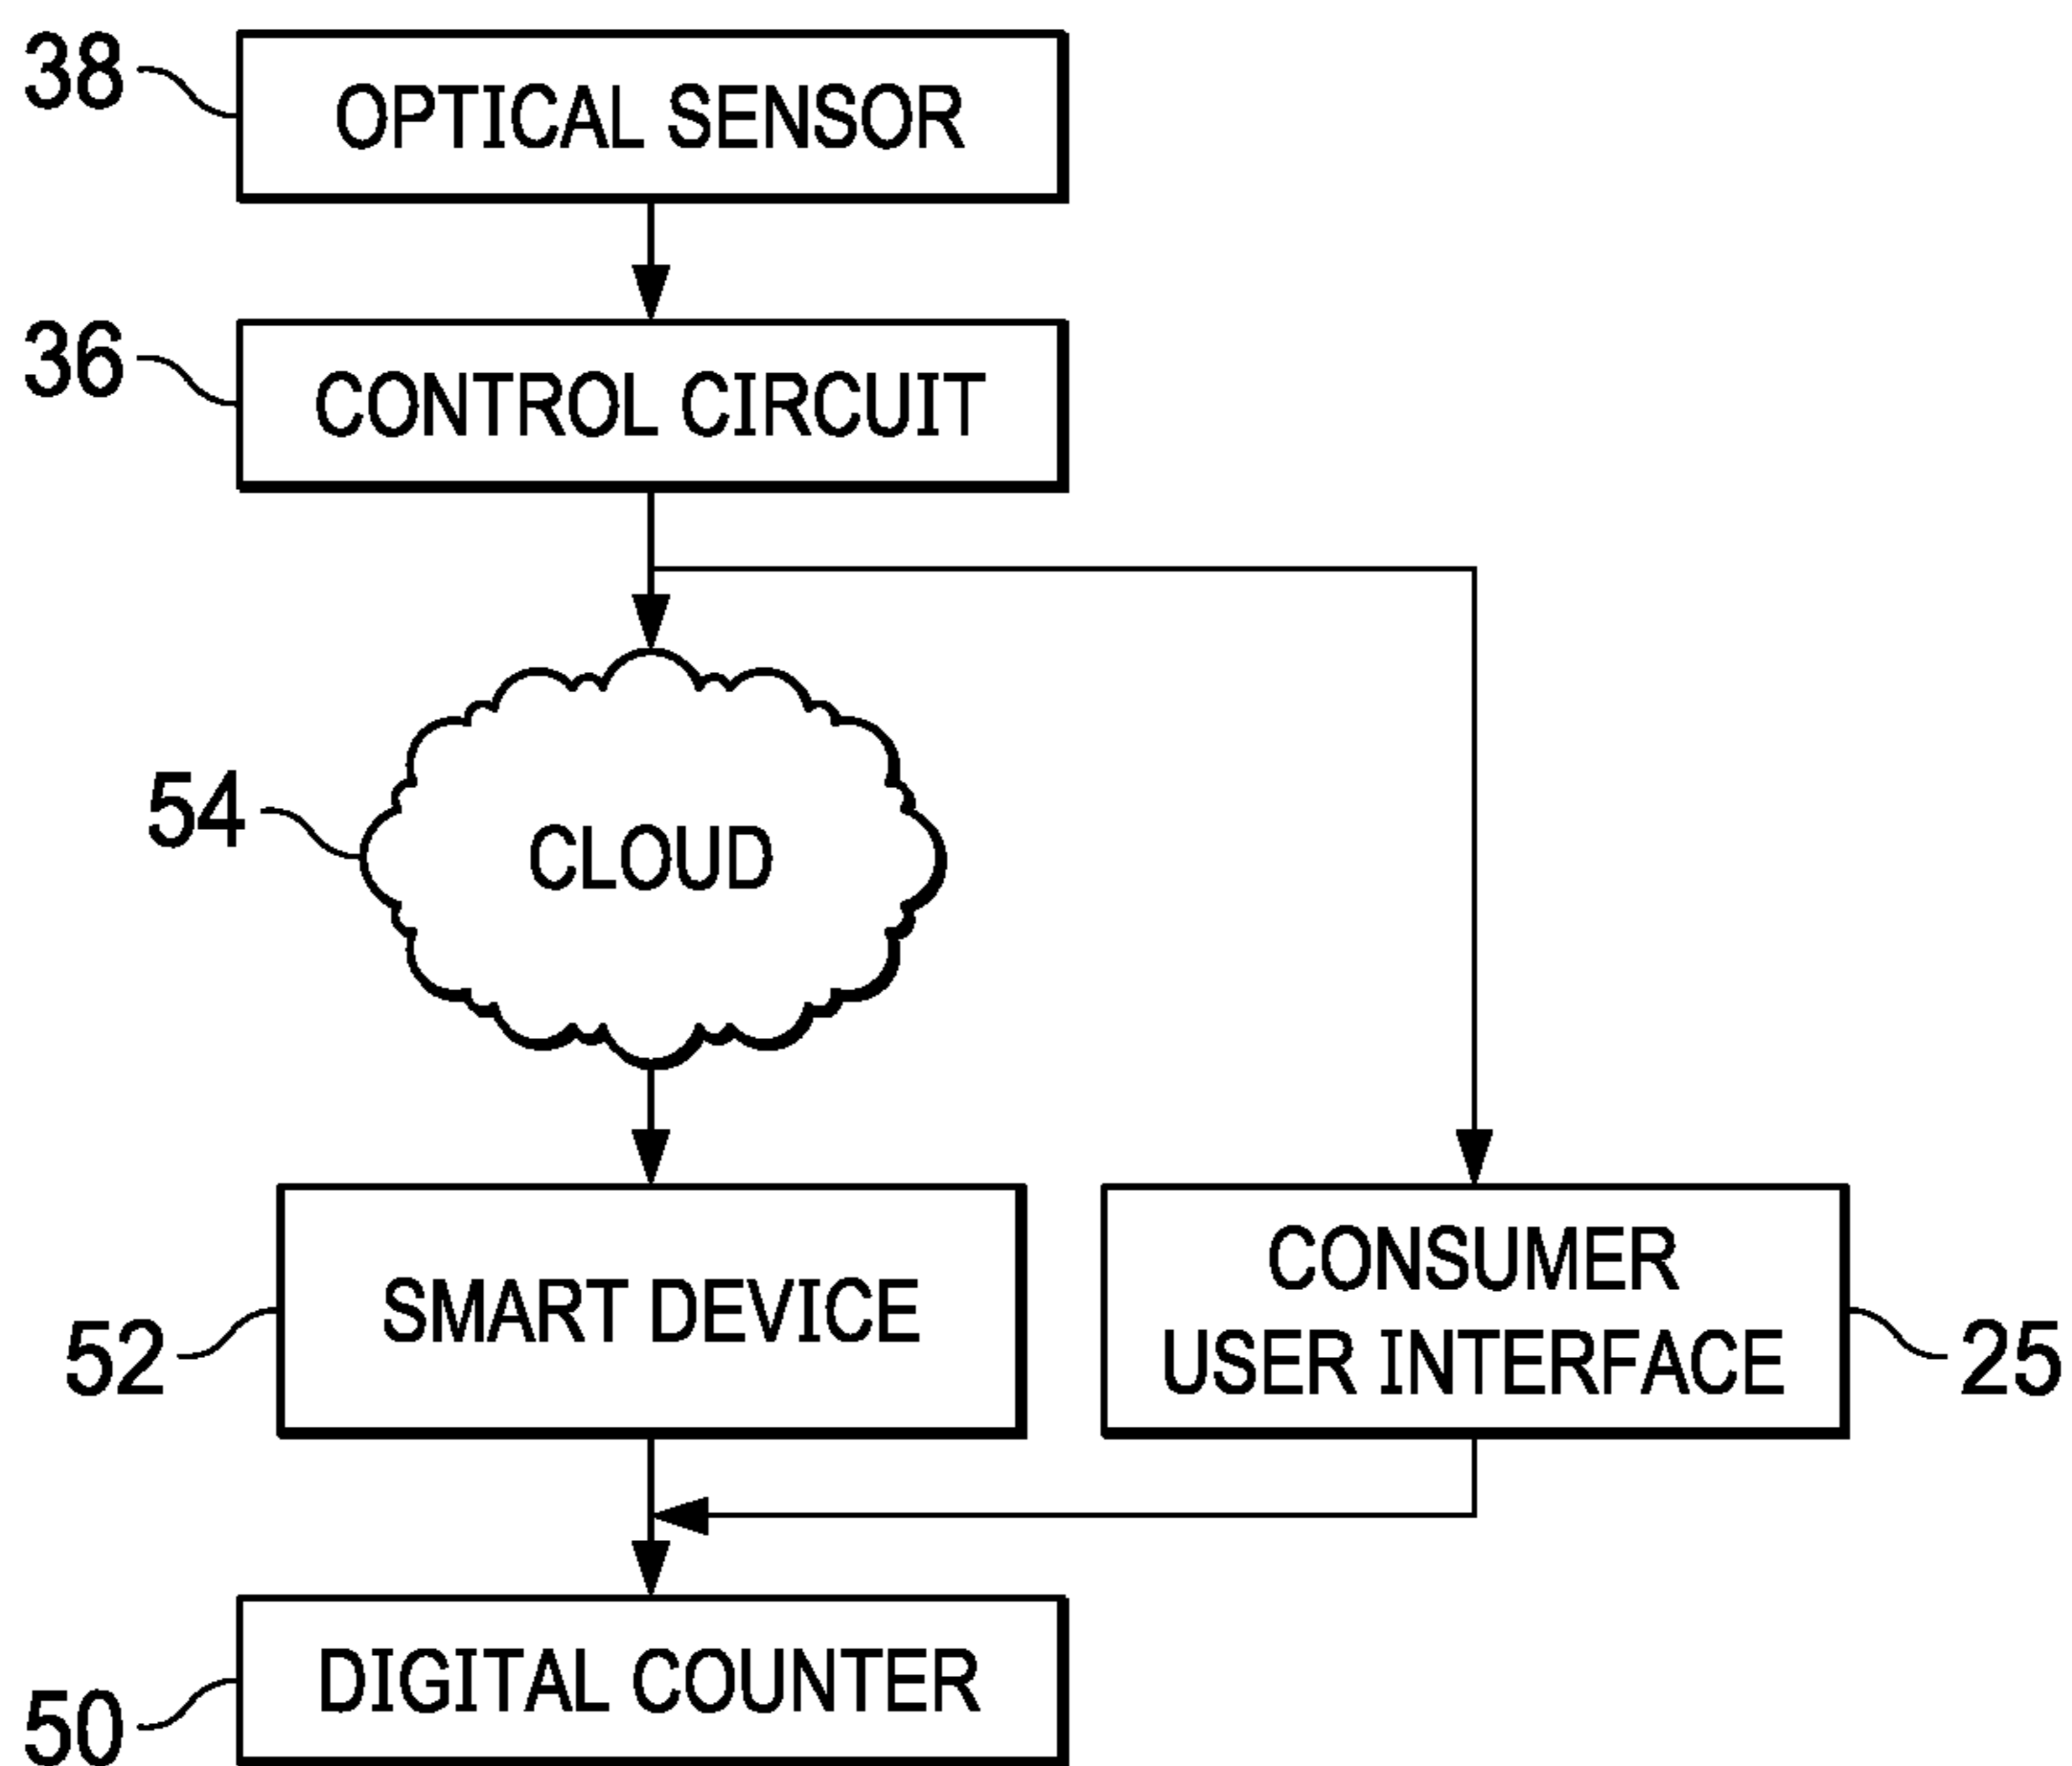 38
OPTICAL SENSOR
36
CONTROL CIRCUIT
54
CLOUD
52
SMART DEVICE
CONSUMER
USER INTERFACE
25
50
DIGITAL COUNTER